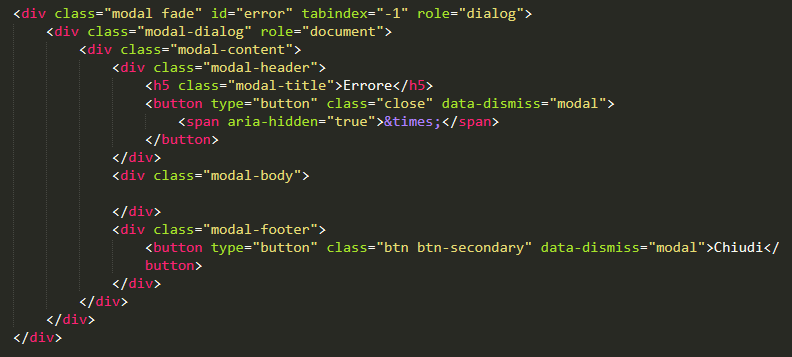 <div class="modal fade" id="error" tabindex="-1" role="dialog">
<div class="modal-dialog" role="document">
<div class="modal-content">
<div class="modal-header">
<h5 class="modal-title">Errore</h5>
<button type="button" class="close" data-dismiss="modal">
<span aria-hidden="true">&times;</span>
</button>
</div>
<div class="modal-body">
</div>
<div class="modal-footer">
<button type="button" class="btn btn-secondary" data-dismiss="modal">Chiudi</
button>
</div>
</div>
</div>
</div>